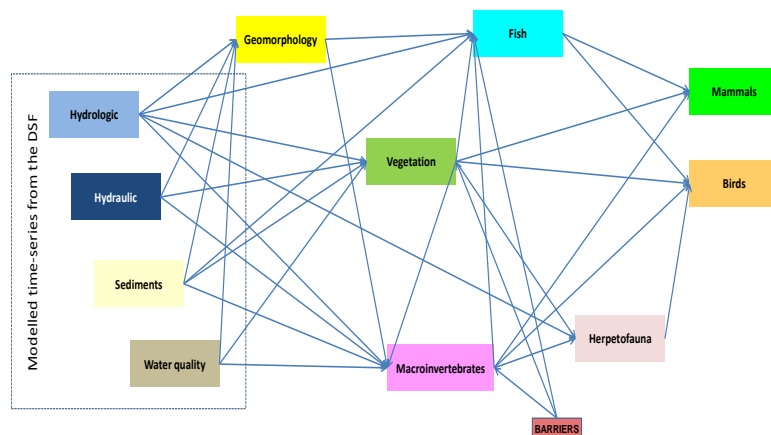 Geomorphology
Fish
Modelled time-series from the DSF
Hydrologic
Mammals
Vegetation
Hydraulic
Birds
Sediments
Herpetofauna
Water quality
Macroinvertebrates
BARRIERS